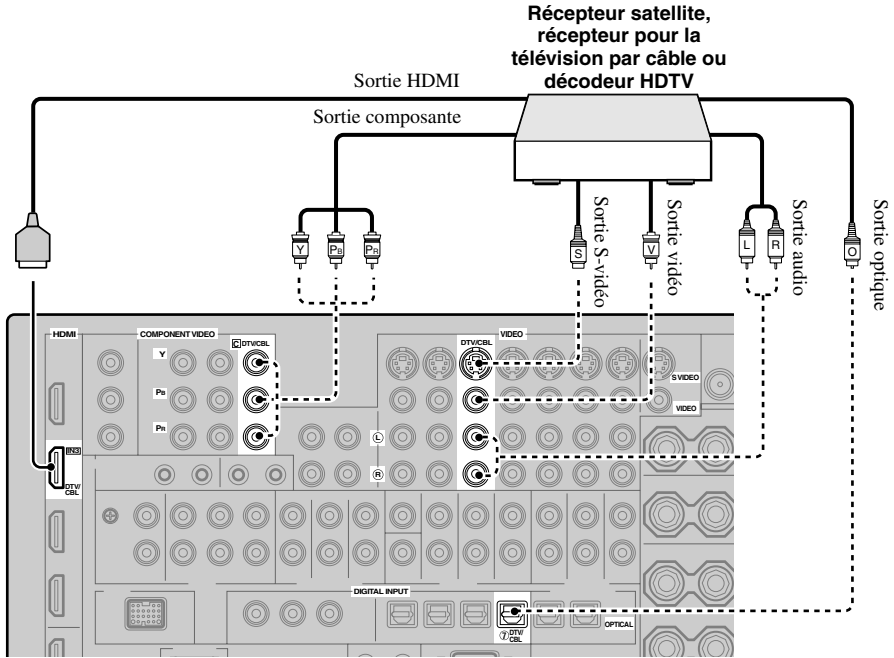 Récepteur satellite,
récepteur pour la
télévision par câble ou
décodeur HDTV
Sortie HDMI
Sortie composante
Sortie S-vidéo
Sortie vidéo
Sortie audio
Sortie optique
Y
PB
PR
S
V
L
R
O
HDMI
COMPONENT VIDEO
C DTV/CBL
VIDEO
DTV/CBL
Y
S VIDEO
PB
VIDEO
PR
L
IN3
R
DTV/
CBL
DIGITAL INPUT
OPTICAL
7 DTV/
CBL